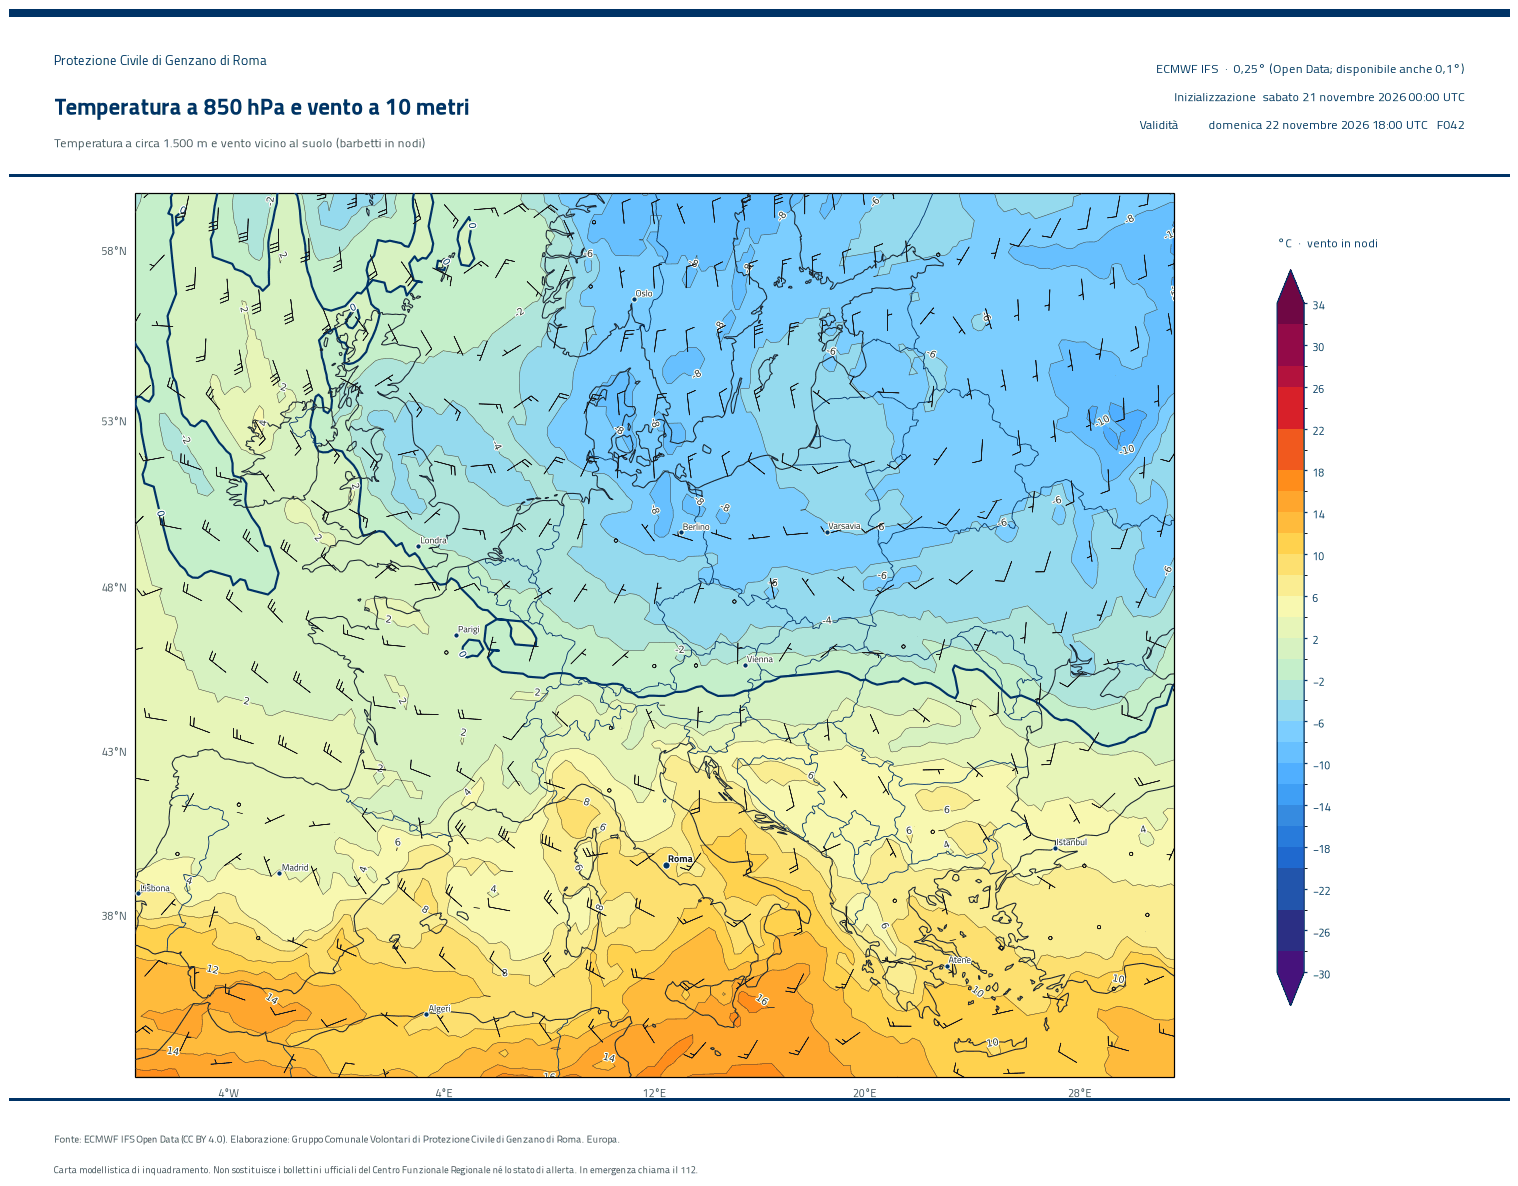 Protezione Civile di Genzano di Roma
Temperatura a 850 hPa e vento a 10 metri
Temperatura a circa 1.500 m e vento vicino al suolo (barbetti in nodi)
ECMWF IFS · 0,25° (Open Data; disponibile anche 0,1°)
Inizializzazione sabato 21 novembre 2026 00:00 UTC
Validità domenica 22 novembre 2026 18:00 UTC F042
°C · vento in nodi
34
30
26
22
18
14
10
6
2
−2
−6
−10
−14
−18
−22
−26
−30
58°N
53°N
48°N
43°N
38°N
4°W
4°E
12°E
20°E
28°E
Oslo
Berlino
Varsavia
Londra
Parigi
Vienna
Madrid
Lisbona
Roma
Istanbul
Atene
Algeri
Fonte: ECMWF IFS Open Data (CC BY 4.0). Elaborazione: Gruppo Comunale Volontari di Protezione Civile di Genzano di Roma. Europa.
Carta modellistica di inquadramento. Non sostituisce i bollettini ufficiali del Centro Funzionale Regionale né lo stato di allerta. In emergenza chiama il 112.